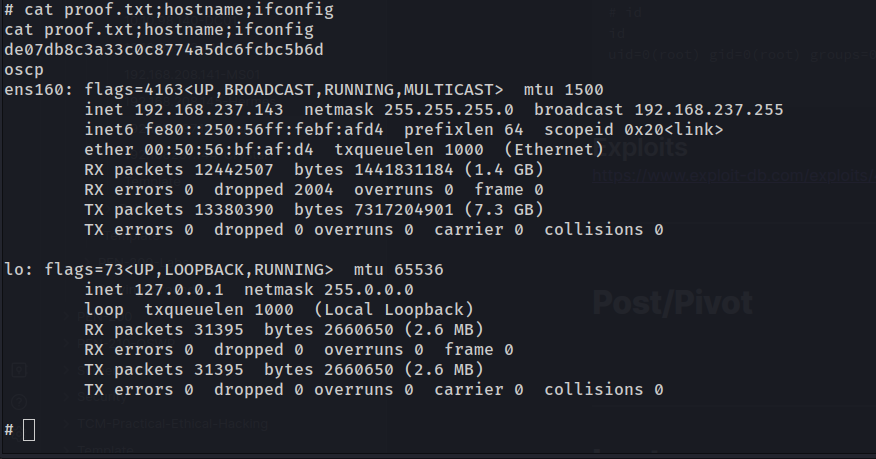 # cat proof.txt;hostname;ifconfig
cat proof.txt;hostname;ifconfig
de07db8c3a33c0c8774a5dc6fcbc5b6d
oscp
ens160: flags=4163<UP,BROADCAST,RUNNING,MULTICAST>  mtu 1500
        inet 192.168.237.143  netmask 255.255.255.0  broadcast 192.168.237.255
        inet6 fe80::250:56ff:febf:afd4  prefixlen 64  scopeid 0x20<link>
        ether 00:50:56:bf:af:d4  txqueuelen 1000  (Ethernet)
        RX packets 12442507  bytes 1441831184 (1.4 GB)
        RX errors 0  dropped 2004  overruns 0  frame 0
        TX packets 13380390  bytes 7317204901 (7.3 GB)
        TX errors 0  dropped 0 overruns 0  carrier 0  collisions 0

lo: flags=73<UP,LOOPBACK,RUNNING>  mtu 65536
        inet 127.0.0.1  netmask 255.0.0.0
        loop  txqueuelen 1000  (Local Loopback)
        RX packets 31395  bytes 2660650 (2.6 MB)
        RX errors 0  dropped 0  overruns 0  frame 0
        TX packets 31395  bytes 2660650 (2.6 MB)
        TX errors 0  dropped 0 overruns 0  carrier 0  collisions 0

#
Exploits
https://www.exploit-db.com/exploits
Post/Pivot
TCM-Practical-Ethical-Hacking